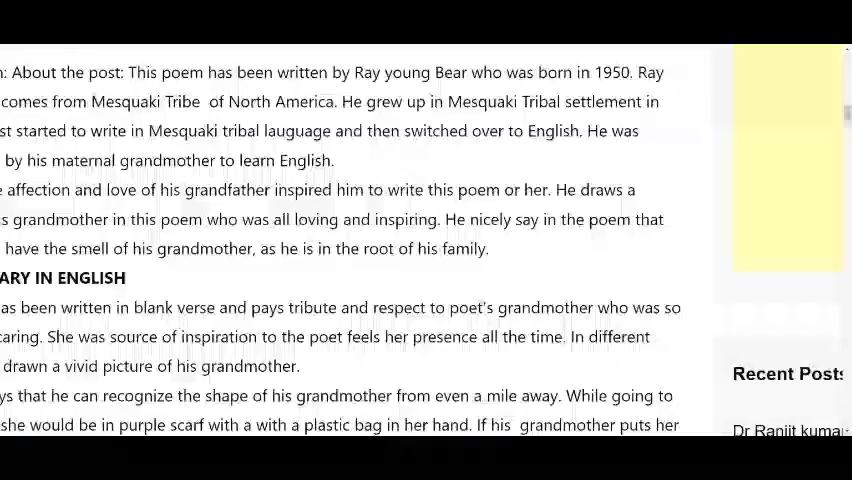 n: About the post: This poem has been written by Ray young Bear who was born in 1950. Ray
comes from Mesquaki Tribe of North America. He grew up in Mesquaki Tribal settlement in
st started to write in Mesquaki tribal lauguage and then switched over to English. He was
by his maternal grandmother to learn English.
e affection and love of his grandfather inspired him to write this poem or her. He draws a
s grandmother in this poem who was all loving and inspiring. He nicely say in the poem that
have the smell of his grandmother, as he is in the root of his family.
ARY IN ENGLISH
as been written in blank verse and pays tribute and respect to poet's grandmother who was so
caring. She was source of inspiration to the poet feels her presence all the time. In different
drawn a vivid picture of his grandmother.
ys that he can recognize the shape of his grandmother from even a mile away. While going to
she would be in purple scarf with a with a plastic bag in her hand. If his grandmother puts her
Recent Posts
Dr Ranjit kumar